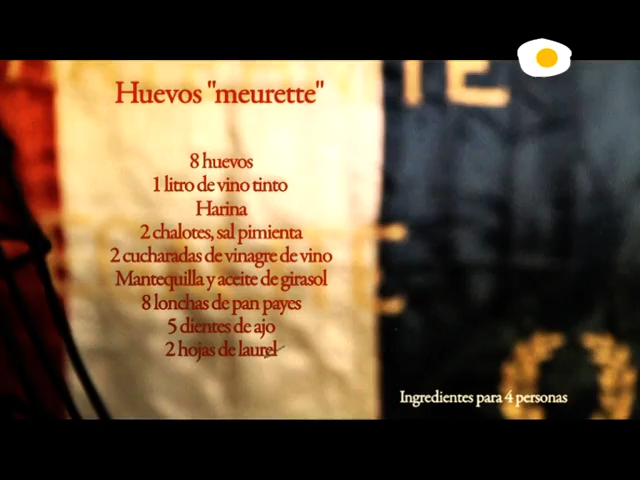 Huevos "meurette"
8 huevos
1 litro de vino tinto
Harina
2 chalotes, sal pimienta
2 cucharadas de vinagre de vino
Mantequilla y aceite de girasol
8 lonchas de pan payes
5 dientes de ajo
2 hojas de laurel
Ingredientes para 4 personas